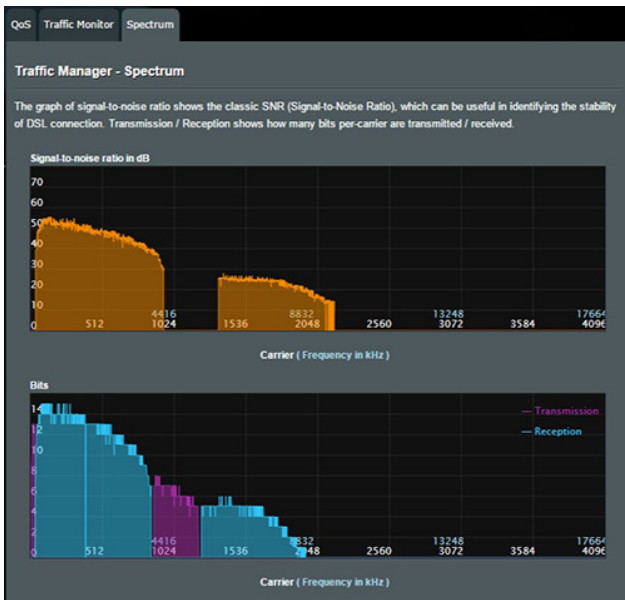 QoS Traffic Monitor Spectrum
Traffic Manager - Spectrum
The graph of signal-to-noise ratio shows the classic SNR (Signal-to-Noise Ratio), which can be useful in identifying the stability
of DSL connection. Transmission / Reception shows how many bits per-carrier are transmitted / received.
Signal-to-noise ratio in dB
70
60
50
40
30
20
10
4416 8832 13248 17664
0 512 1024 1536 2048 2560 3072 3584 4096
Carrier ( Frequency in kHz )
Bits
14
Transmission
12
Reception
10
8
6
4
2
4416 8832 13248 17664
0 512 1024 1536 2048 2560 3072 3584 4096
Carrier ( Frequency in kHz )